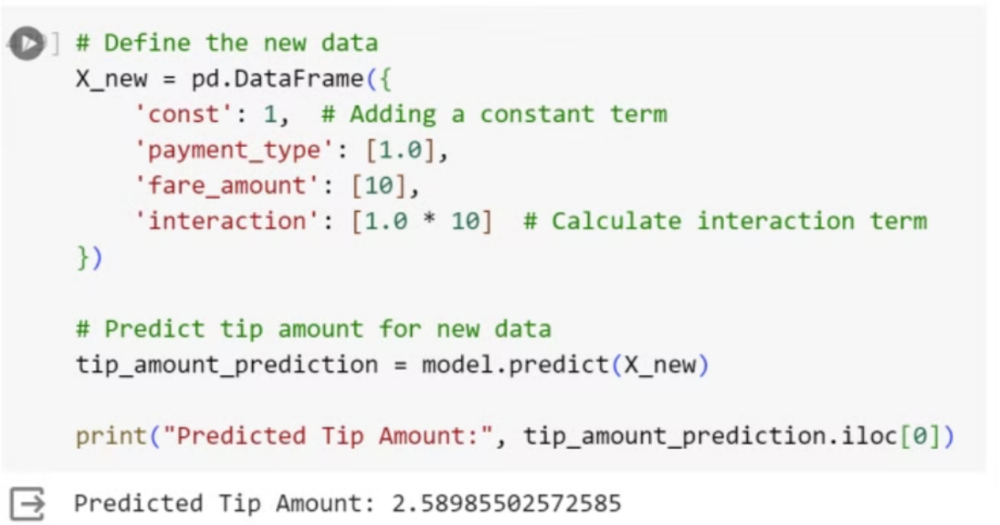 ] # Define the new data
X_new = pd.DataFrame({
    'const': 1,  # Adding a constant term
    'payment_type': [1.0],
    'fare_amount': [10],
    'interaction': [1.0 * 10]  # Calculate interaction term
})
# Predict tip amount for new data
tip_amount_prediction = model.predict(X_new)
print("Predicted Tip Amount:", tip_amount_prediction.iloc[0])
Predicted Tip Amount: 2.58985502572585